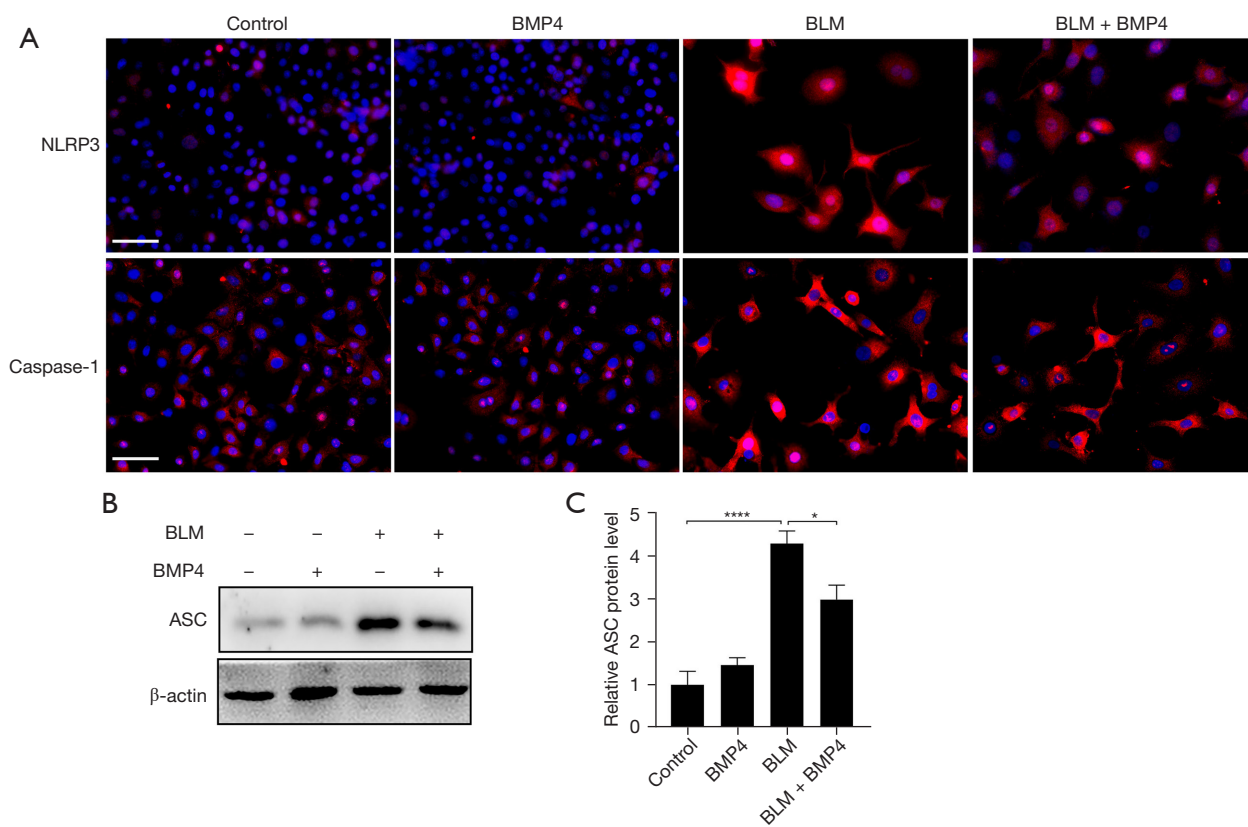 A
Control BMP4 BLM BLM + BMP4
NLRP3
Caspase-1
B
BLM – – + +
BMP4 – + – +
ASC
β-actin
C
Relative ASC protein level
5
4
3
2
1
0
**** *
Control BMP4 BLM BLM + BMP4